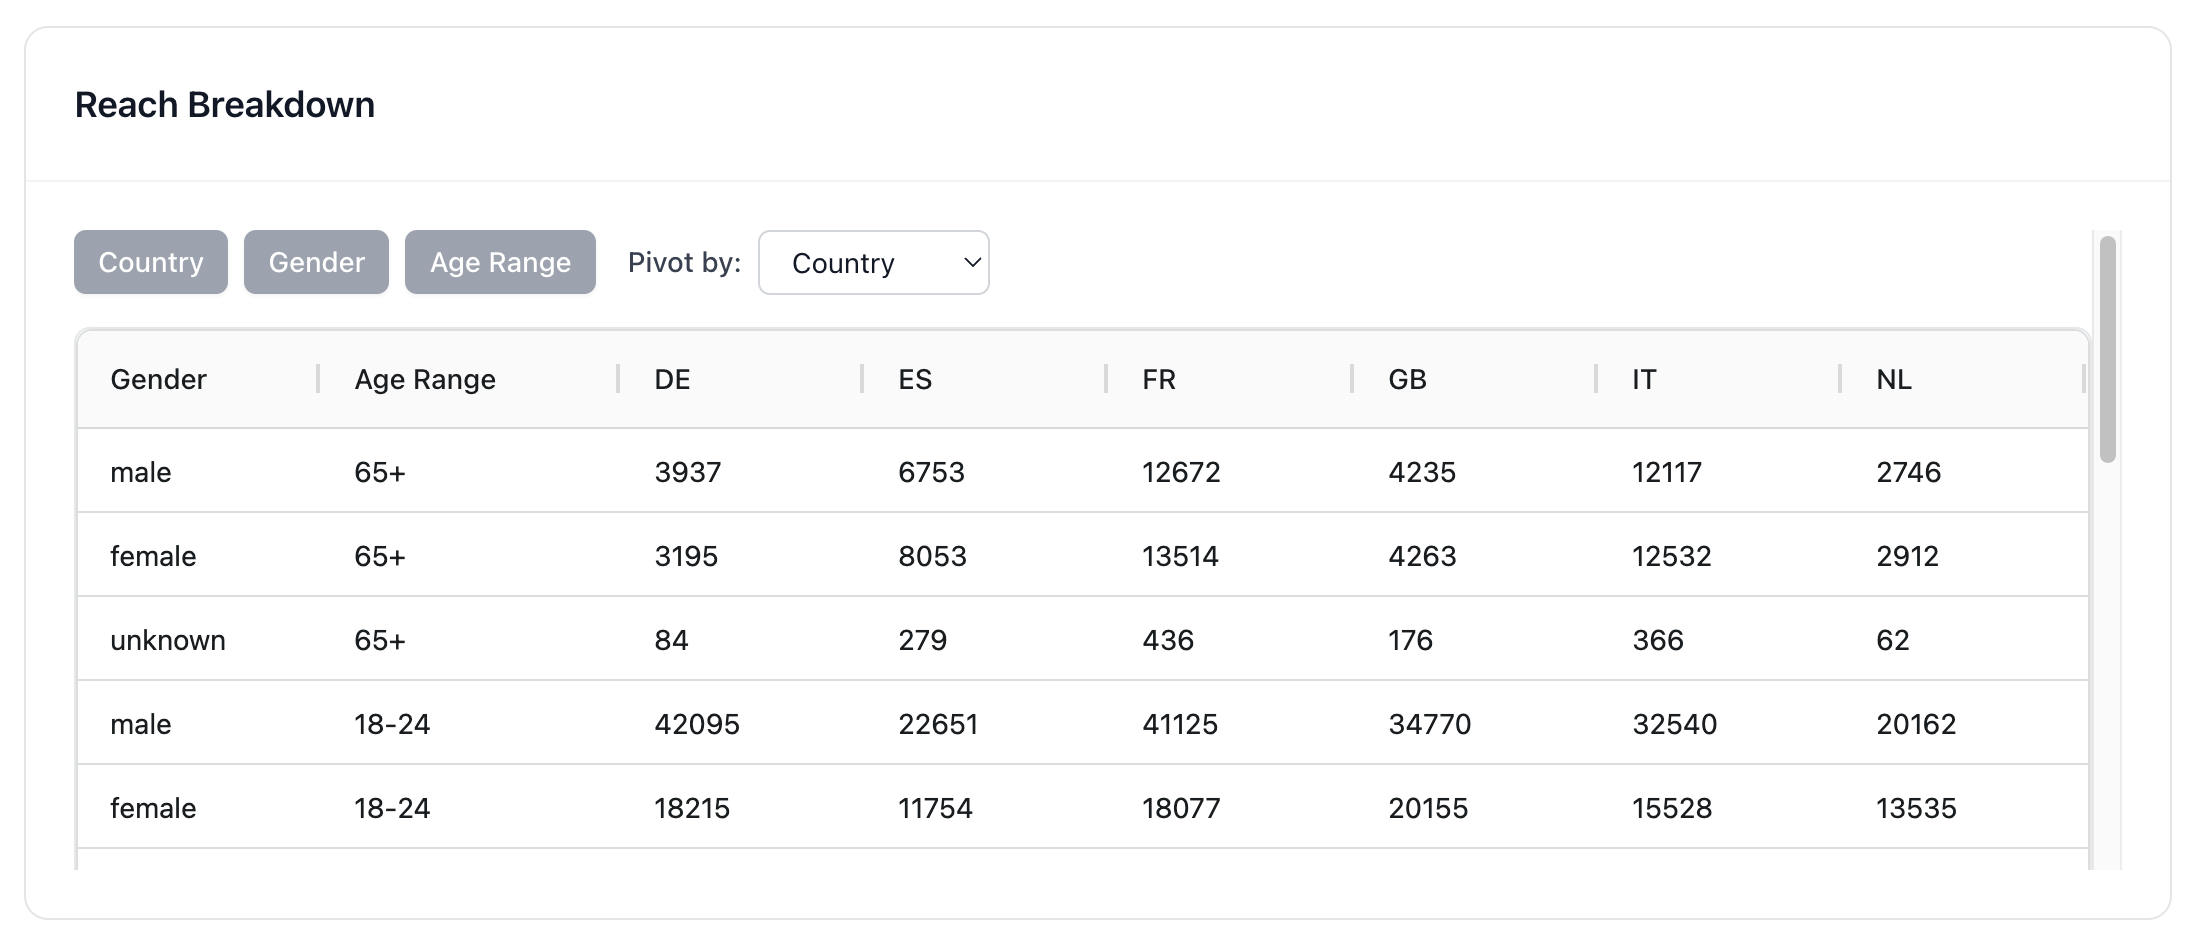 Reach Breakdown
Country Gender Age Range Pivot by: Country
Gender Age Range DE ES FR GB IT NL
male 65+ 3937 6753 12672 4235 12117 2746
female 65+ 3195 8053 13514 4263 12532 2912
unknown 65+ 84 279 436 176 366 62
male 18-24 42095 22651 41125 34770 32540 20162
female 18-24 18215 11754 18077 20155 15528 13535